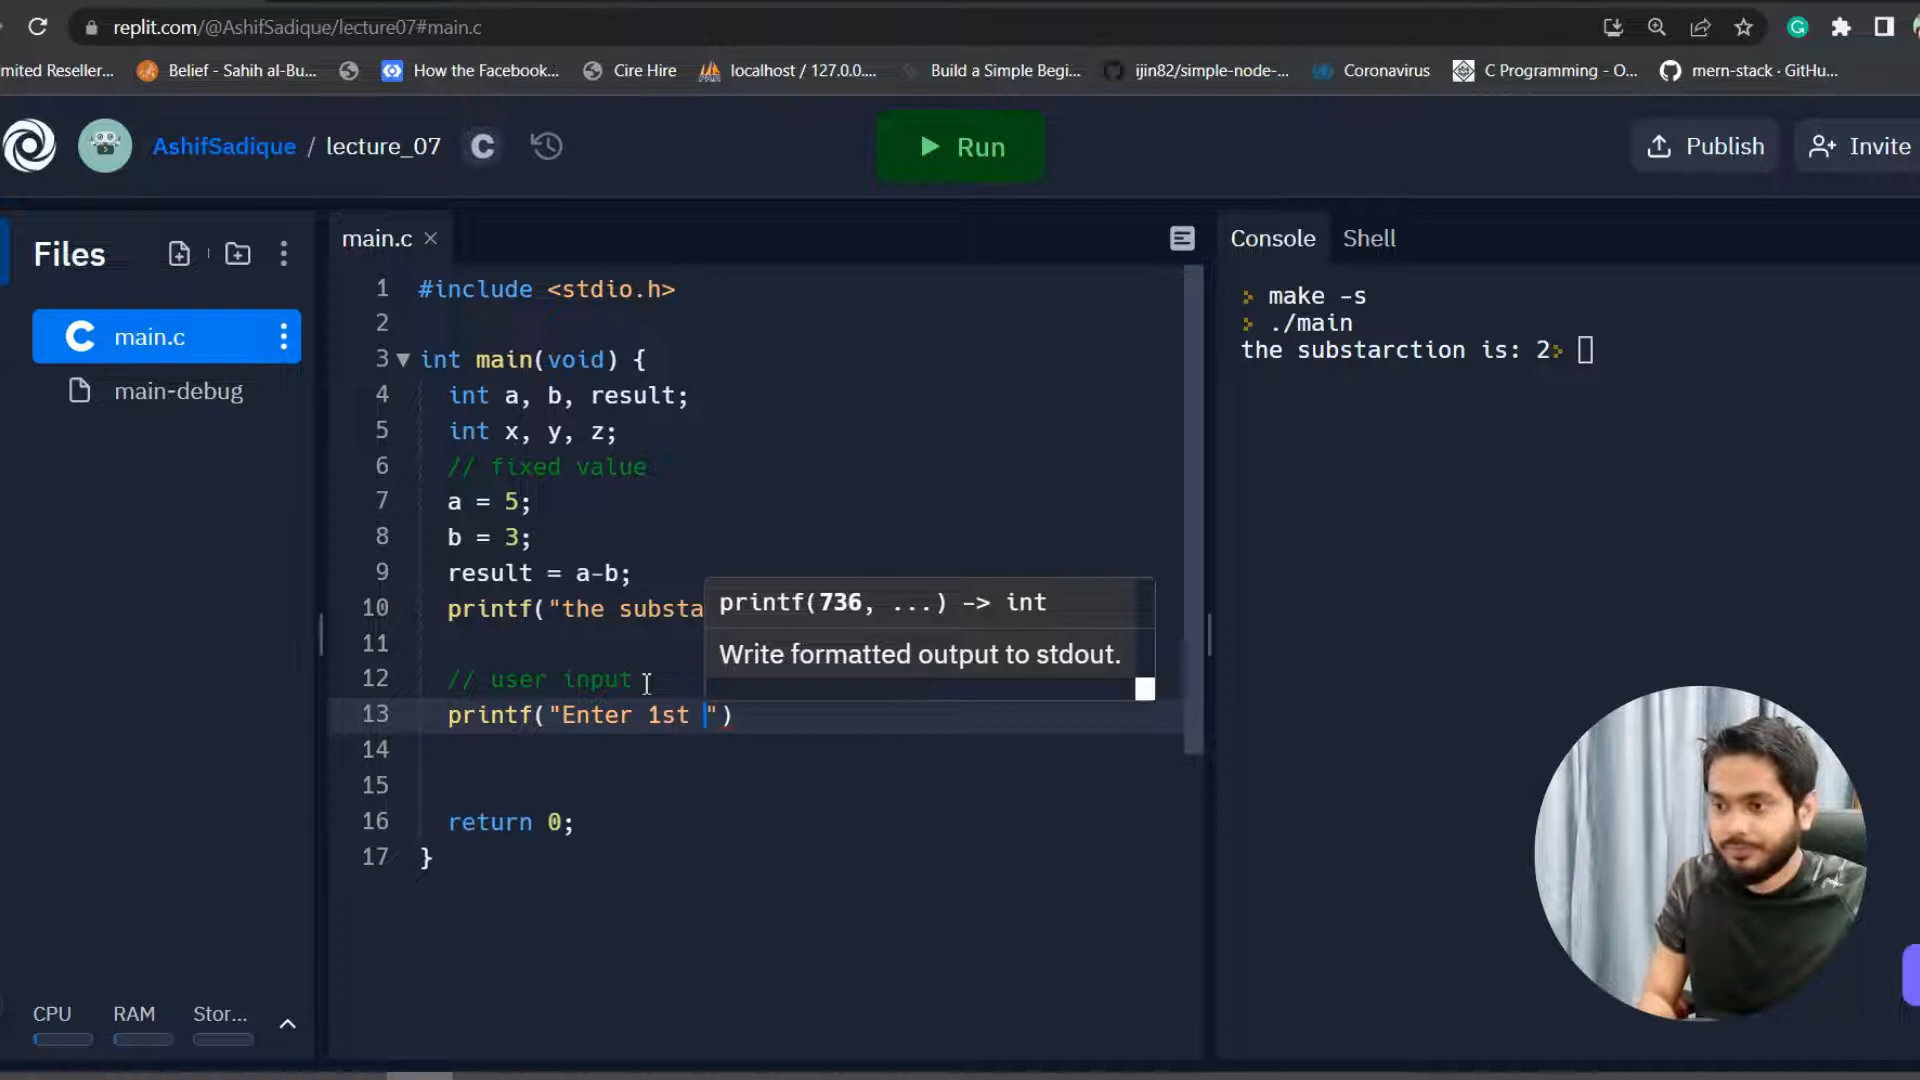 replit.com/@AshifSadique/lecture07#main.c
imited Reseller...
Belief - Sahih al-Bu...
How the Facebook...
Cire Hire
localhost / 127.0.0....
Build a Simple Begi...
ijin82/simple-node-...
Coronavirus
C Programming - O...
mern-stack · GitHu...
AshifSadique / lecture_07
C
Run
Publish
Invite
Files
main.c
main-debug
main.c
1 #include <stdio.h>
2
3 int main(void) {
4 int a, b, result;
5 int x, y, z;
6 // fixed value
7 a = 5;
8 b = 3;
9 result = a-b;
10 printf("the substa
11
12 // user input
13 printf("Enter 1st ")
14
15
16 return 0;
17 }
printf(736, ...) -> int
Write formatted output to stdout.
Console
Shell
> make -s
> ./main
the substarction is: 2>
CPU
RAM
Stor...